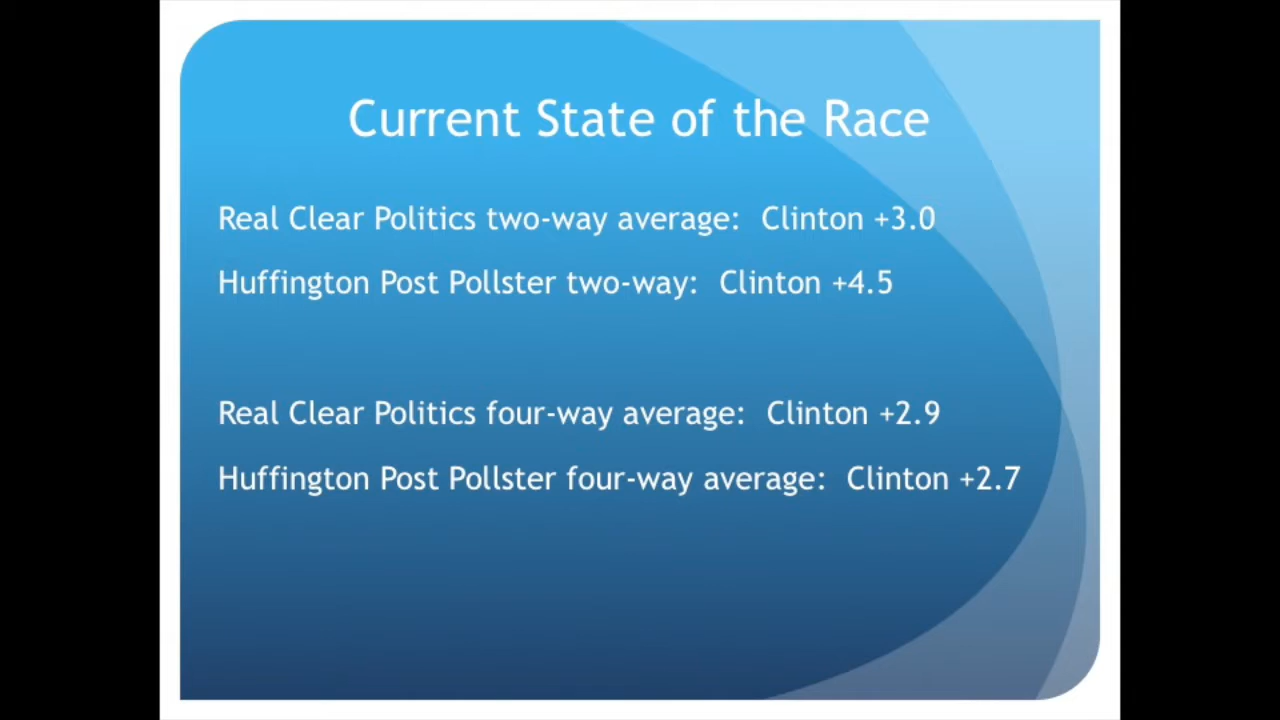 Current State of the Race
Real Clear Politics two-way average:  Clinton +3.0
Huffington Post Pollster two-way:  Clinton +4.5
Real Clear Politics four-way average:  Clinton +2.9
Huffington Post Pollster four-way average:  Clinton +2.7